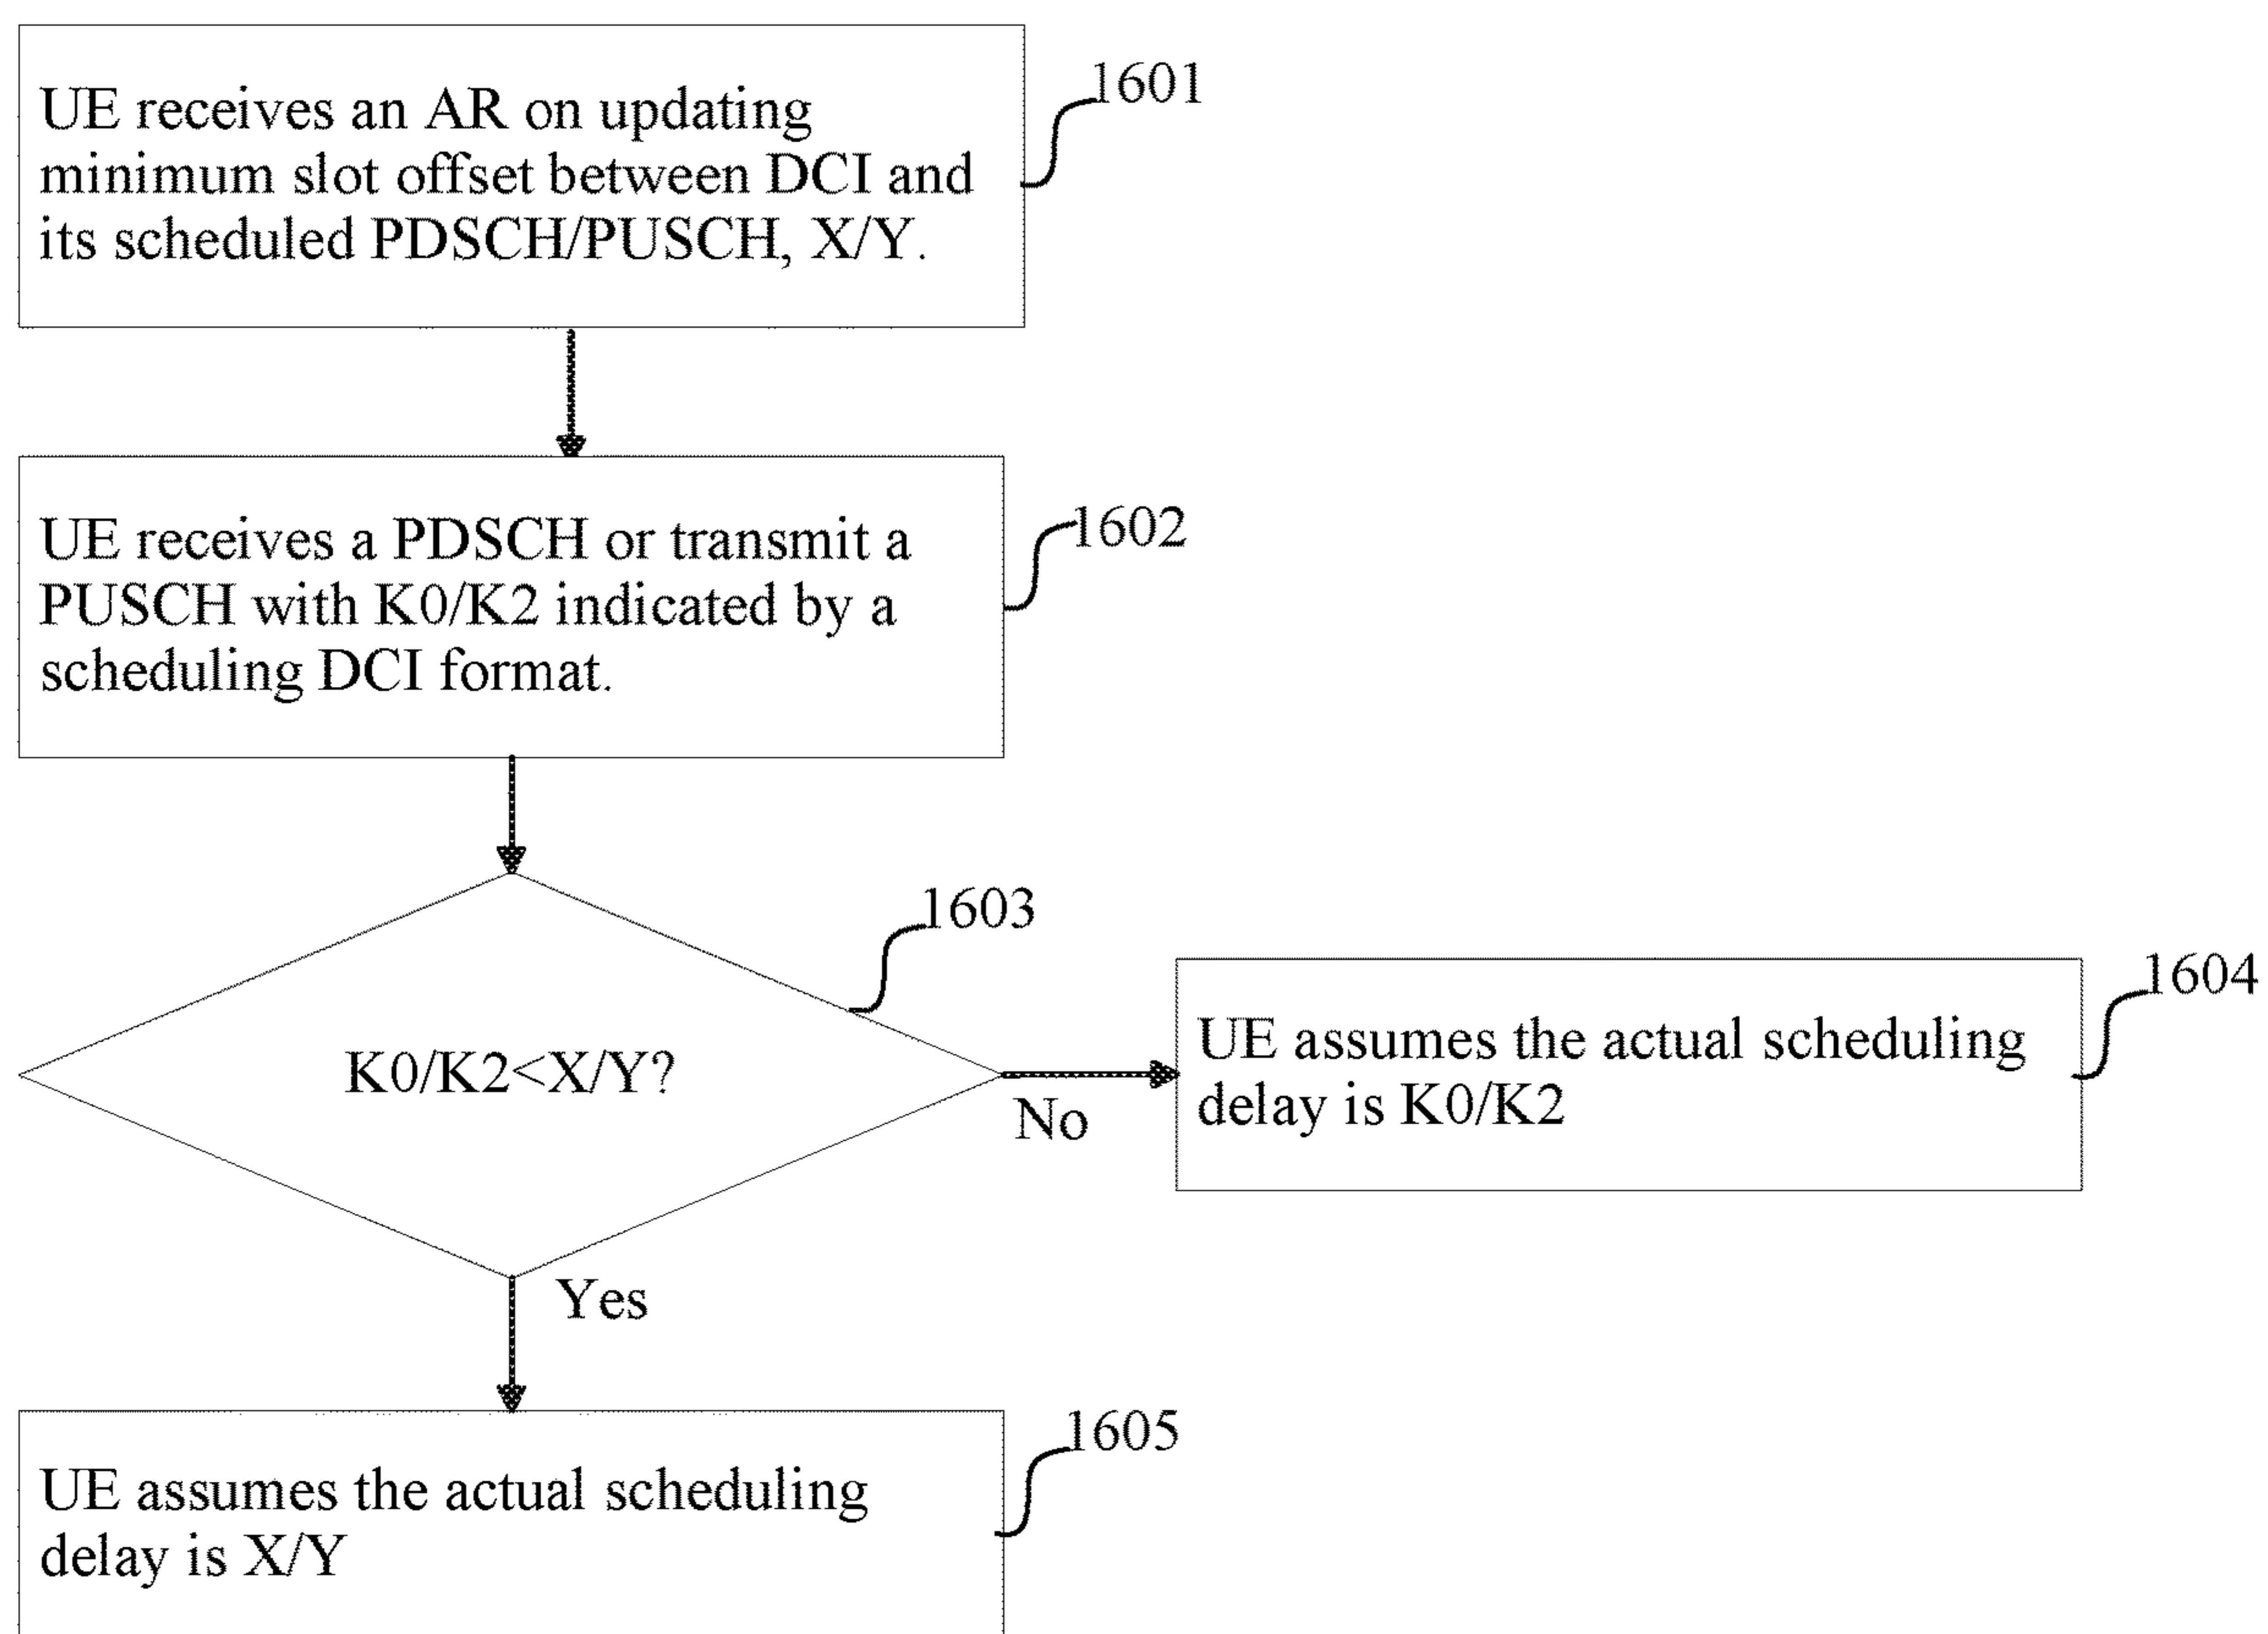 UE receives an AR on updating
minimum slot offset between DCI and
its scheduled PDSCH/PUSCH, X/Y.
1601
UE receives a PDSCH or transmit a
PUSCH with K0/K2 indicated by a
scheduling DCI format.
1602
K0/K2<X/Y?
1603
No
UE assumes the actual scheduling
delay is K0/K2
1604
Yes
UE assumes the actual scheduling
delay is X/Y
1605